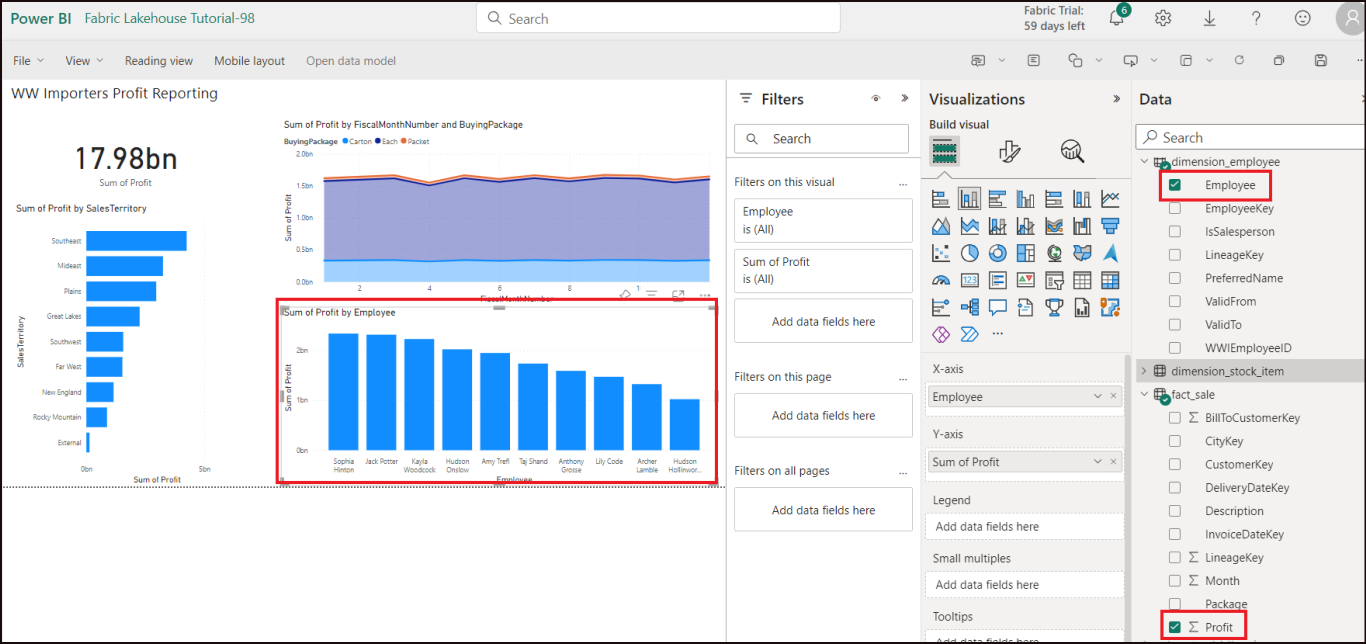 Power BI Fabric Lakehouse Tutorial-98
Search
Fabric Trial:
59 days left
6
File View Reading view Mobile layout Open data model
WW Importers Profit Reporting
17.98bn
Sum of Profit
Sum of Profit by SalesTerritory
SalesTerritory
Southeast
Mideast
Plains
Great Lakes
Southwest
Far West
New England
Rocky Mountain
External
0bn 5bn
Sum of Profit
Sum of Profit by FiscalMonthNumber and BuyingPackage
BuyingPackage Carton Each Packet
Sum of Profit
2.0bn
1.5bn
1.0bn
0.5bn
0.0bn
2 4 6 8 1
FiscalMonthNumber
Sum of Profit by Employee
Sum of Profit
2bn
1bn
0bn
Sophia Hinton
Jack Potter
Kayla Woodcock
Hudson Onslow
Amy Trefl
Taj Shand
Anthony Grosse
Lily Code
Archer Lamble
Hudson Hollinwor...
Employee
Filters
Search
Filters on this visual ...
Employee
is (All)
Sum of Profit
is (All)
Add data fields here
Filters on this page ...
Add data fields here
Filters on all pages ...
Add data fields here
Visualizations
Build visual
123
...
X-axis
Employee
Y-axis
Sum of Profit
Legend
Add data fields here
Small multiples
Add data fields here
Tooltips
Add data fields here
Data
Search
dimension_employee
Employee
EmployeeKey
IsSalesperson
LineageKey
PreferredName
ValidFrom
ValidTo
WWIEmployeeID
dimension_stock_item
fact_sale
Σ BillToCustomerKey
CityKey
CustomerKey
DeliveryDateKey
Description
InvoiceDateKey
Σ LineageKey
Σ Month
Package
Σ Profit